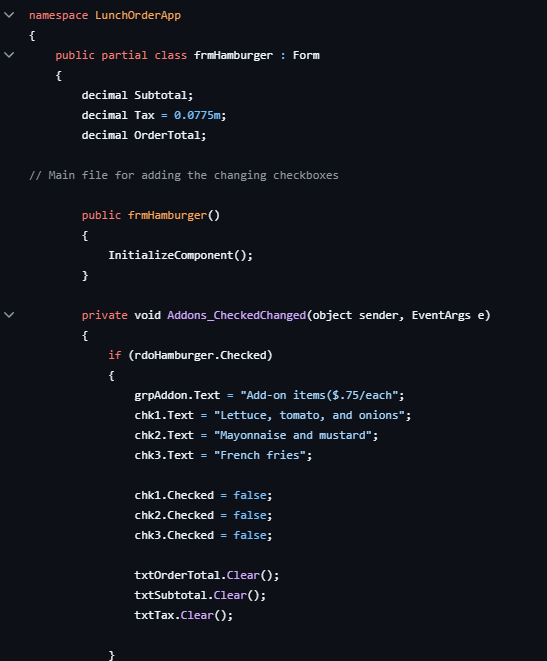 namespace LunchOrderApp
{
public partial class frmHamburger : Form
{
decimal Subtotal;
decimal Tax = 0.0775m;
decimal OrderTotal;
// Main file for adding the changing checkboxes
public frmHamburger()
{
InitializeComponent();
}
private void Addons_CheckedChanged(object sender, EventArgs e)
{
if (rdoHamburger.Checked)
{
grpAddon.Text = "Add-on items($.75/each";
chk1.Text = "Lettuce, tomato, and onions";
chk2.Text = "Mayonnaise and mustard";
chk3.Text = "French fries";
chk1.Checked = false;
chk2.Checked = false;
chk3.Checked = false;
txtOrderTotal.Clear();
txtSubtotal.Clear();
txtTax.Clear();
}